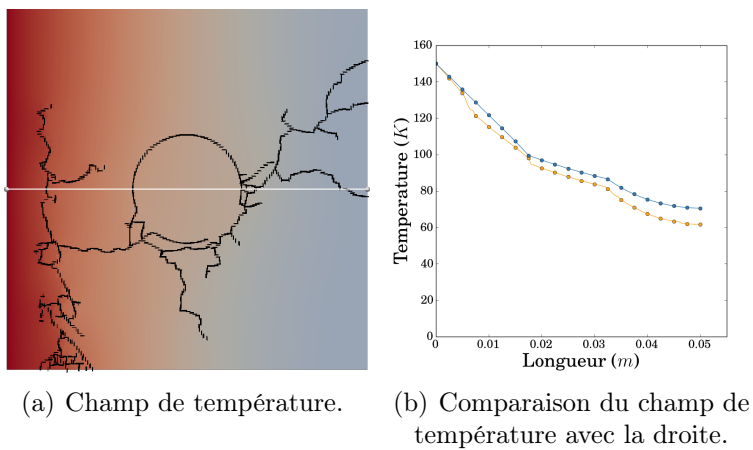 160
140
120
100
80
60
40
20
0
Temperature (K)
0 0.01 0.02 0.03 0.04 0.05
Longueur (m)
(a) Champ de température.
(b) Comparaison du champ de
température avec la droite.